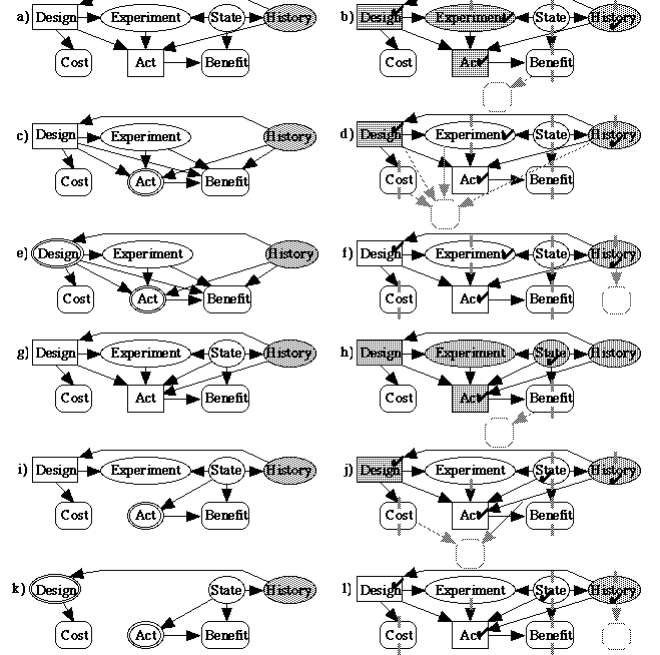 a) Design Experiment State History
Cost Act Benefit
b) Design Experiment State History
Cost Act Benefit
c) Design Experiment History
Cost Act Benefit
d) Design Experiment State History
Cost Act Benefit
e) Design Experiment History
Cost Act Benefit
f) Design Experiment State History
Cost Act Benefit
g) Design Experiment State History
Cost Act Benefit
h) Design Experiment State History
Cost Act Benefit
i) Design Experiment State History
Cost Act Benefit
j) Design Experiment State History
Cost Act Benefit
k) Design State History
Cost Act Benefit
l) Design Experiment State History
Cost Act Benefit